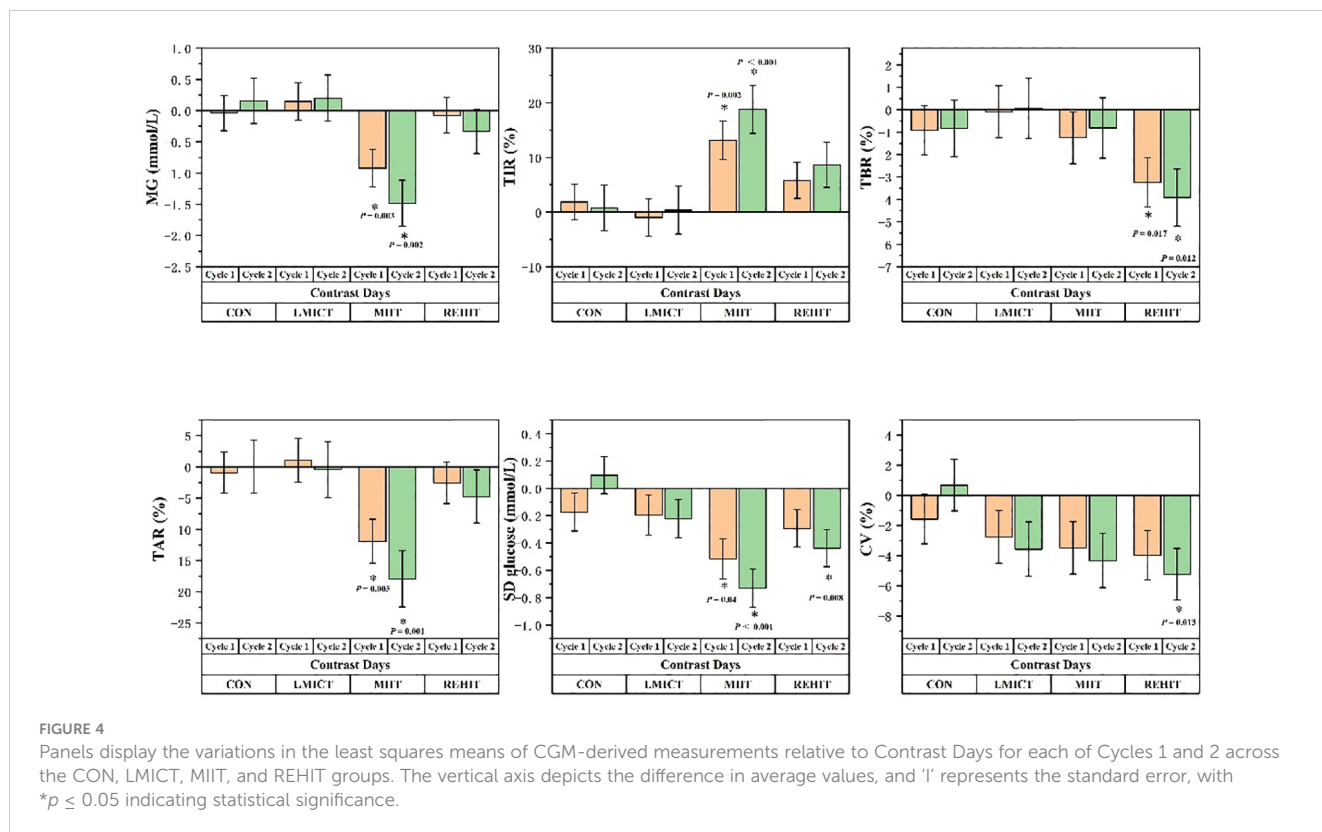 MG (mmol/L)
1.0
0.5
0.0
0.5
1.0
-1.5
-2.0
-2.5
*
P = 0.003
*
P = 0.002
Cycle 1 Cycle 2 Cycle 1 Cycle 2 Cycle 1 Cycle 2 Cycle 1 Cycle 2
Contrast Days
CON LMICT MIIT REHIT
TIR (%)
30
20
10
0
-10
P = 0.002
*
P < 0.001
*
Cycle 1 Cycle 2 Cycle 1 Cycle 2 Cycle 1 Cycle 2 Cycle 1 Cycle 2
Contrast Days
CON LMICT MIIT REHIT
TBR (%)
2
1
0
-1
2
-3
-4
-5
6
-7
*
P = 0.017
*
P = 0.012
Cycle 1 Cycle 2 Cycle 1 Cycle 2 Cycle 1 Cycle 2 Cycle 1 Cycle 2
Contrast Days
CON LMICT MIIT REHIT
TAR (%)
5
0
-5
10
15
20
-25
*
P = 0.005
*
P = 0.001
Cycle 1 Cycle 2 Cycle 1 Cycle 2 Cycle 1 Cycle 2 Cycle 1 Cycle 2
Contrast Days
CON LMICT MIIT REHIT
SD glucose (mmol/L)
0.4
0.2
0.0
-0.2
-0.4
-0.6
-0.8
-1.0
*
P = 0.04
*
P < 0.001
*
P = 0.008
Cycle 1 Cycle 2 Cycle 1 Cycle 2 Cycle 1 Cycle 2 Cycle 1 Cycle 2
Contrast Days
CON LMICT MIIT REHIT
CV (%)
4
2
0
-2
-4
-6
-8
*
P = 0.013
Cycle 1 Cycle 2 Cycle 1 Cycle 2 Cycle 1 Cycle 2 Cycle 1 Cycle 2
Contrast Days
CON LMICT MIIT REHIT
FIGURE 4
Panels display the variations in the least squares means of CGM-derived measurements relative to Contrast Days for each of Cycles 1 and 2 across
the CON, LMICT, MIIT, and REHIT groups. The vertical axis depicts the difference in average values, and ‘I’ represents the standard error, with
*p ≤ 0.05 indicating statistical significance.